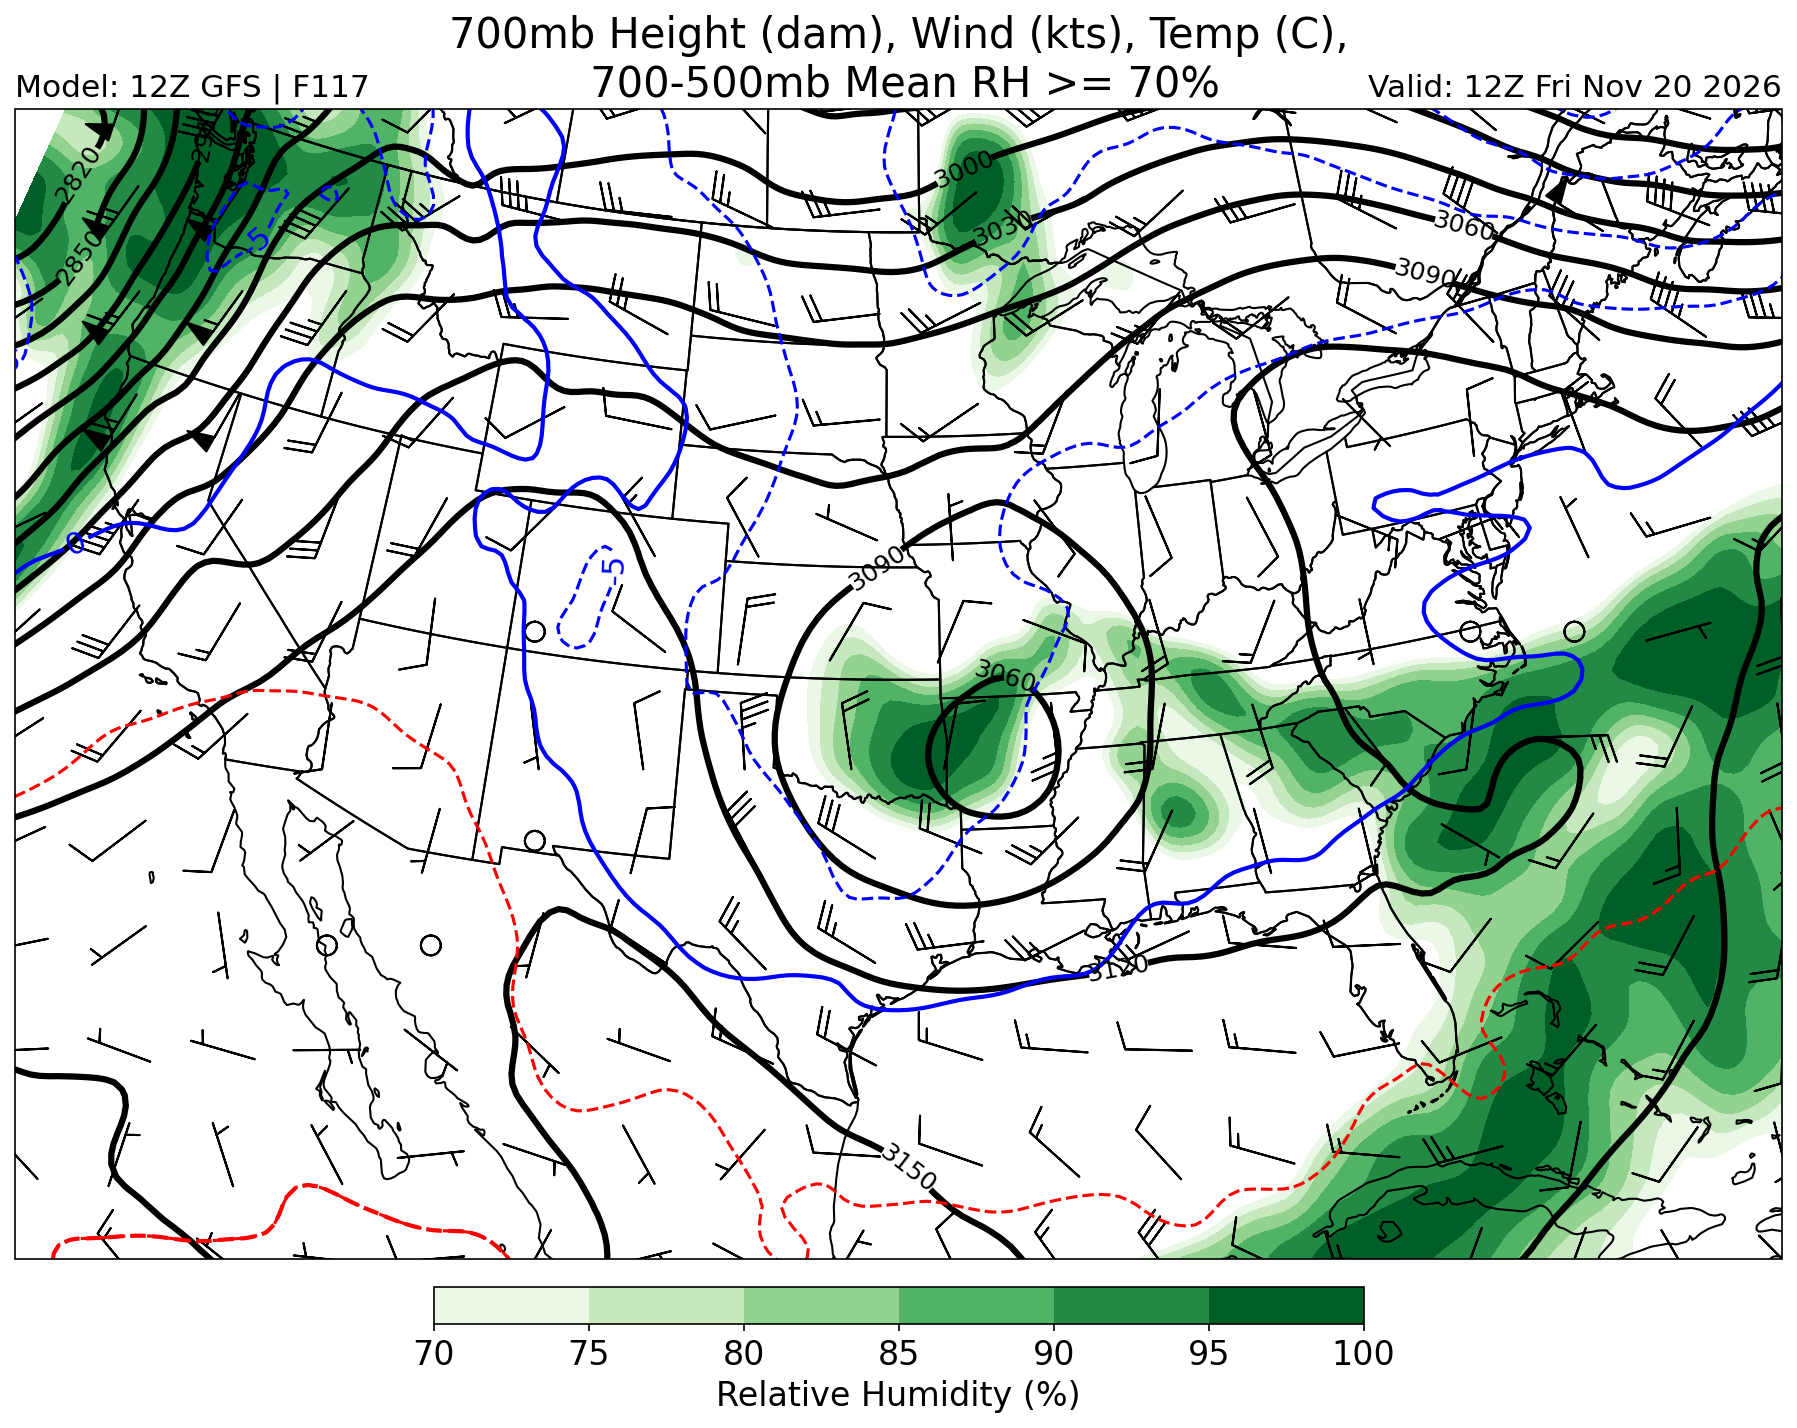 700mb Height (dam), Wind (kts), Temp (C),
Model: 12Z GFS | F117
700-500mb Mean RH >= 70%
Valid: 12Z Fri Nov 20 2026
2820
2850
3000
3030
3060
3090
-5
0
-5
3090
3060
3120
3150
70 75 80 85 90 95 100
Relative Humidity (%)